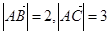 |AB| = 2, |AC| = 3